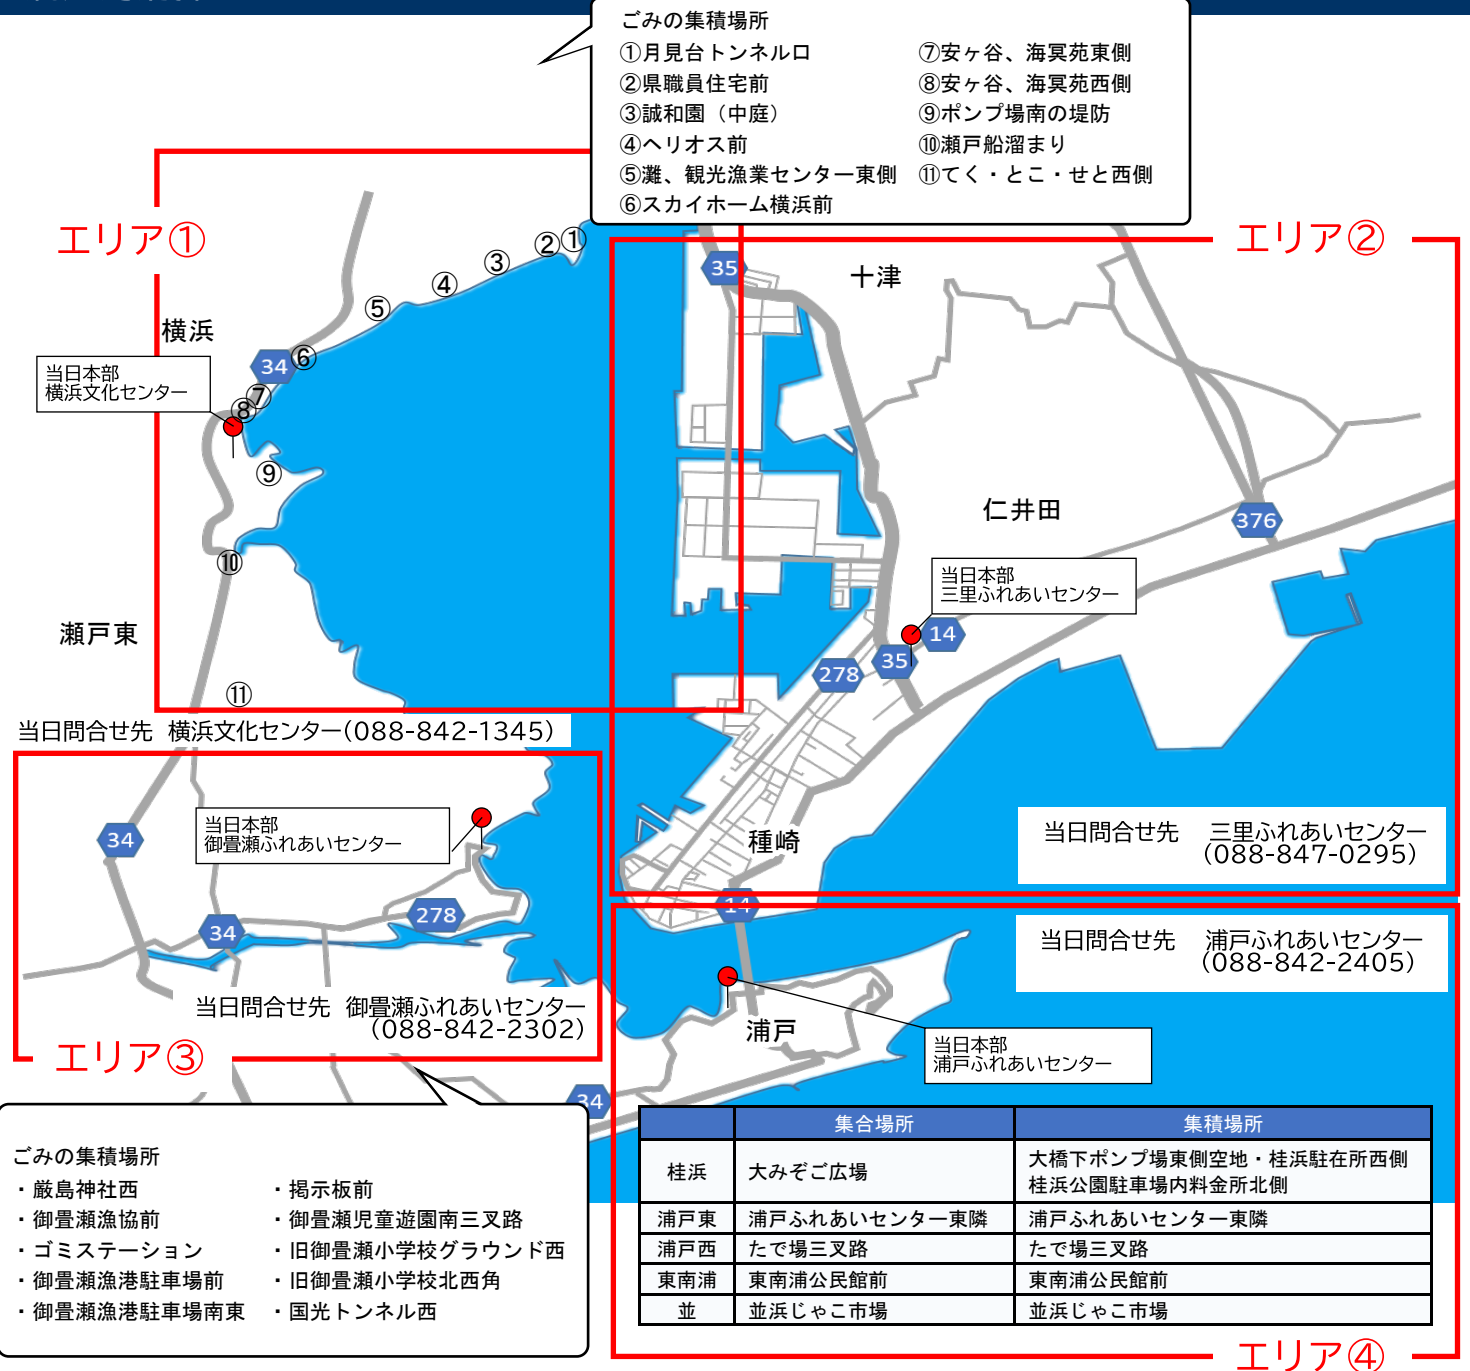 ごみの集積場所
①月見台トンネル口
②県職員住宅前
③誠和園（中庭）
④ヘリオス前
⑤灘、観光漁業センター東側
⑥スカイホーム横浜前
⑦安ヶ谷、海冥苑東側
⑧安ヶ谷、海冥苑西側
⑨ポンプ場南の堤防
⑩瀬戸船溜まり
⑪てく・とこ・せと西側
エリア①
①
②
③
④
⑤
⑥
⑦
⑧
⑨
⑩
⑪
横浜
34
当日本部
横浜文化センター
瀬戸東
当日問合せ先 横浜文化センター(088-842-1345)
エリア②
35
十津
仁井田
376
当日本部
三里ふれあいセンター
14
35
278
種崎
当日問合せ先 三里ふれあいセンター
(088-847-0295)
34
当日本部
御畳瀬ふれあいセンター
278
34
当日問合せ先 御畳瀬ふれあいセンター
(088-842-2302)
エリア③
14
当日問合せ先 浦戸ふれあいセンター
(088-842-2405)
浦戸
当日本部
浦戸ふれあいセンター
34
ごみの集積場所
・厳島神社西
・御畳瀬漁協前
・ゴミステーション
・御畳瀬漁港駐車場前
・御畳瀬漁港駐車場南東
・掲示板前
・御畳瀬児童遊園南三叉路
・旧御畳瀬小学校グラウンド西
・旧御畳瀬小学校北西角
・国光トンネル西
集合場所 集積場所
桂浜 大みぞご広場 大橋下ポンプ場東側空地・桂浜駐在所西側
桂浜公園駐車場内料金所北側
浦戸東 浦戸ふれあいセンター東隣 浦戸ふれあいセンター東隣
浦戸西 たで場三叉路 たで場三叉路
東南浦 東南浦公民館前 東南浦公民館前
並 並浜じゃこ市場 並浜じゃこ市場
エリア④